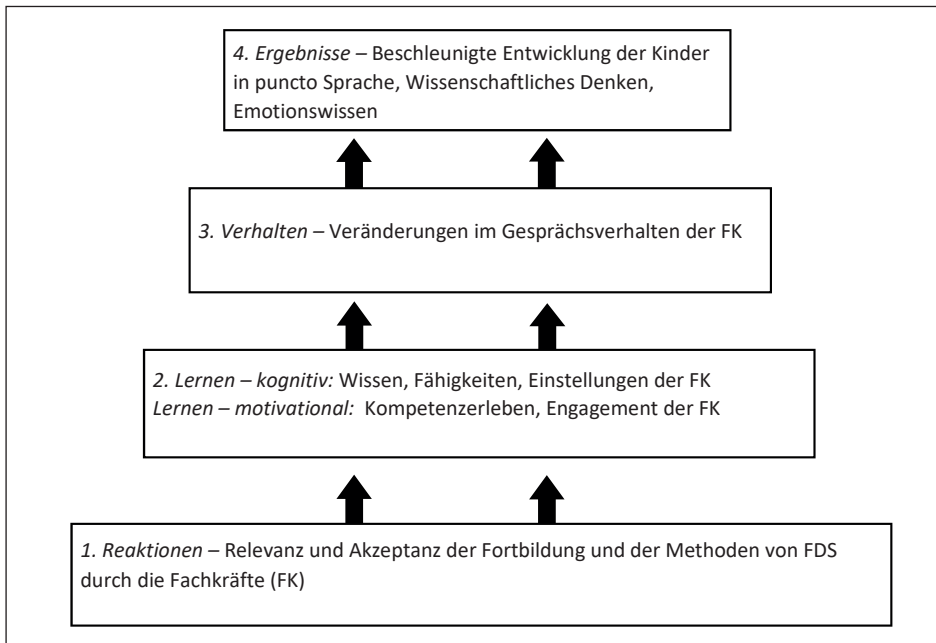 4. Ergebnisse – Beschleunigte Entwicklung der Kinder
in puncto Sprache, Wissenschaftliches Denken,
Emotionswissen
3. Verhalten – Veränderungen im Gesprächsverhalten der FK
2. Lernen – kognitiv: Wissen, Fähigkeiten, Einstellungen der FK
Lernen – motivational: Kompetenzerleben, Engagement der FK
1. Reaktionen – Relevanz und Akzeptanz der Fortbildung und der Methoden von FDS
durch die Fachkräfte (FK)